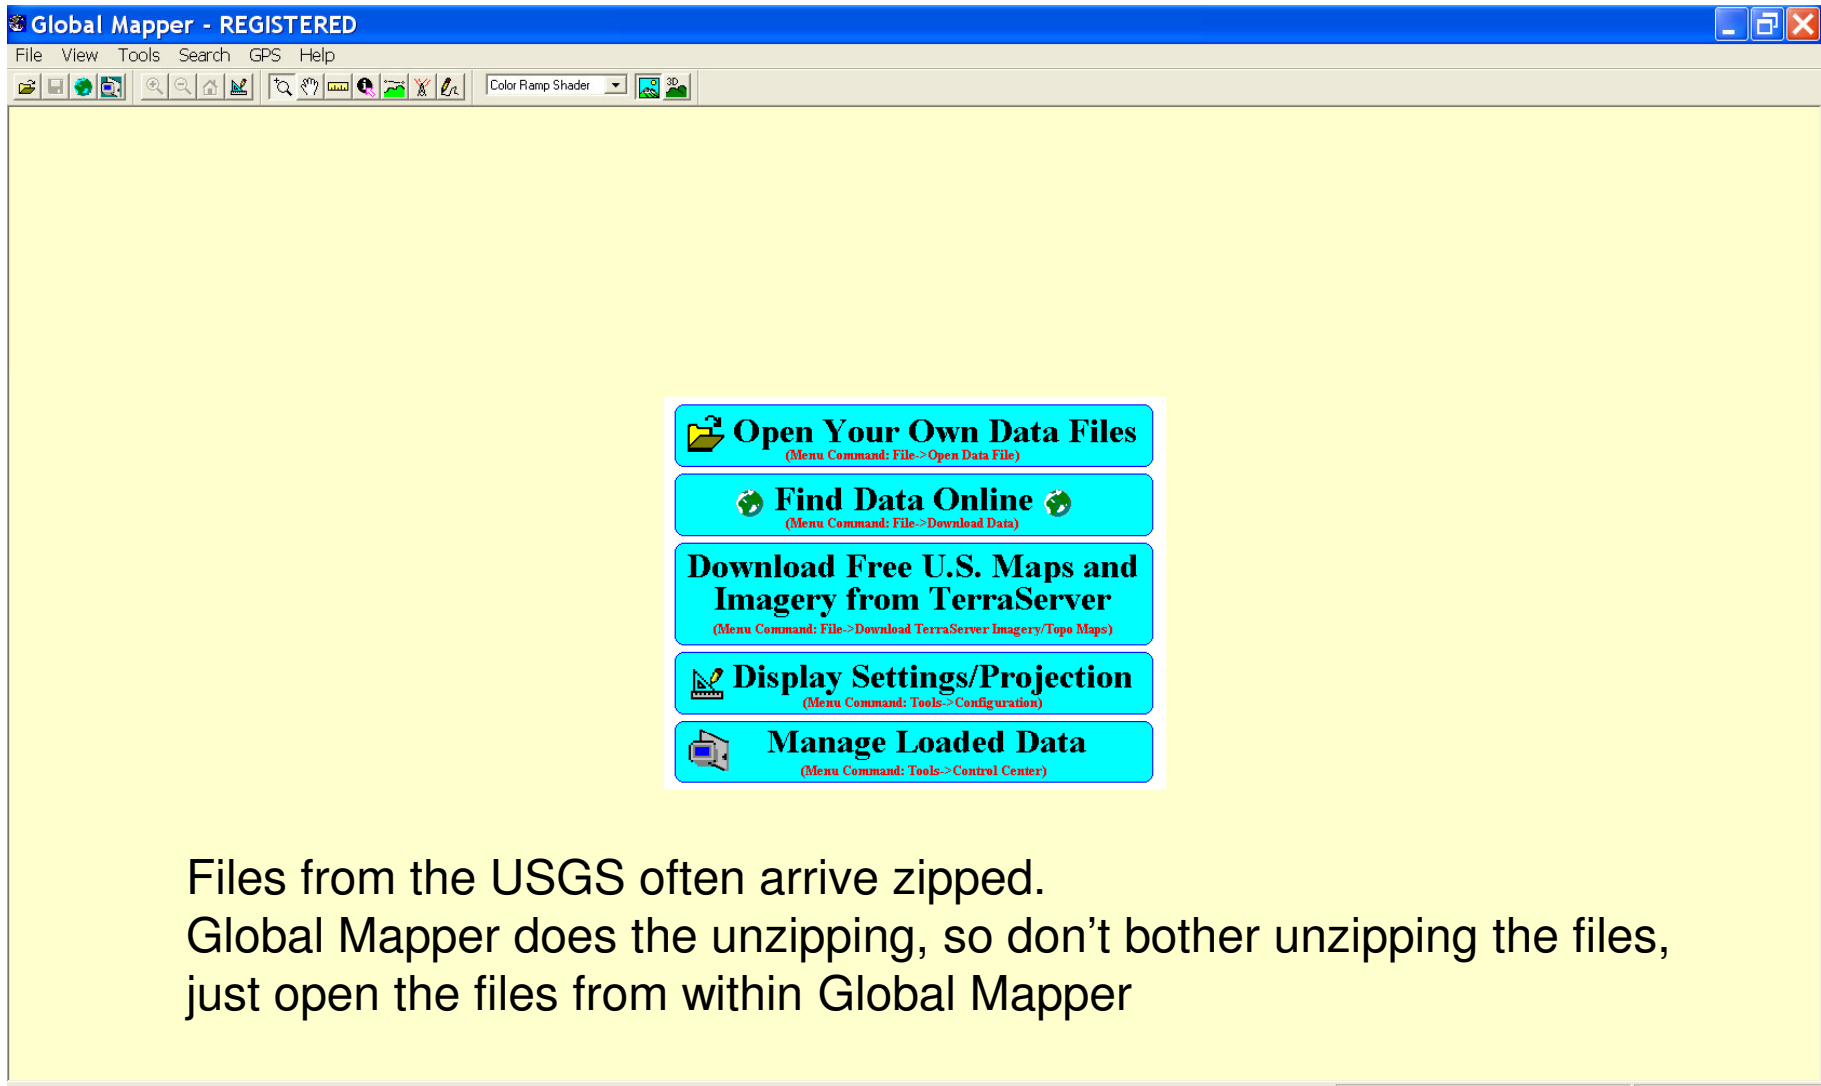 Global Mapper - REGISTERED
File View Tools Search GPS Help
Color Ramp Shader
3D
Open Your Own Data Files
(Menu Command: File->Open Data File)
Find Data Online
(Menu Command: File->Download Data)
Download Free U.S. Maps and
Imagery from TerraServer
(Menu Command: File->Download TerraServer Imagery/Topo Maps)
Display Settings/Projection
(Menu Command: Tools->Configuration)
Manage Loaded Data
(Menu Command: Tools->Control Center)
Files from the USGS often arrive zipped.
Global Mapper does the unzipping, so don’t bother unzipping the files,
just open the files from within Global Mapper